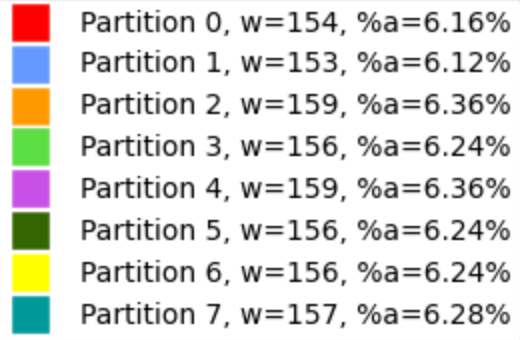 Partition 0, w=154, %a=6.16%
Partition 1, w=153, %a=6.12%
Partition 2, w=159, %a=6.36%
Partition 3, w=156, %a=6.24%
Partition 4, w=159, %a=6.36%
Partition 5, w=156, %a=6.24%
Partition 6, w=156, %a=6.24%
Partition 7, w=157, %a=6.28%